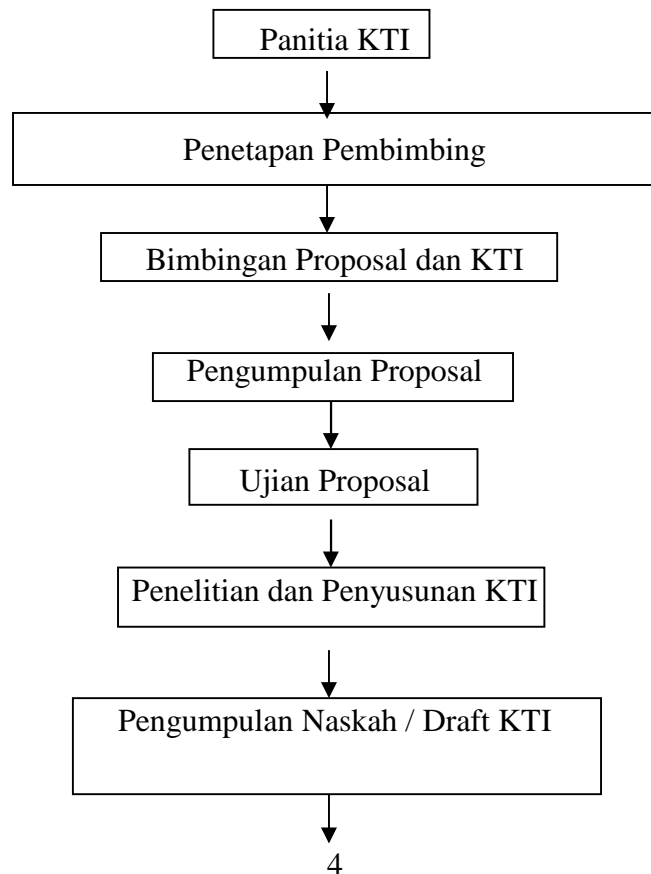 Panitia KTI
Penetapan Pembimbing
Bimbingan Proposal dan KTI
Pengumpulan Proposal
Ujian Proposal
Penelitian dan Penyusunan KTI
Pengumpulan Naskah / Draft KTI
4